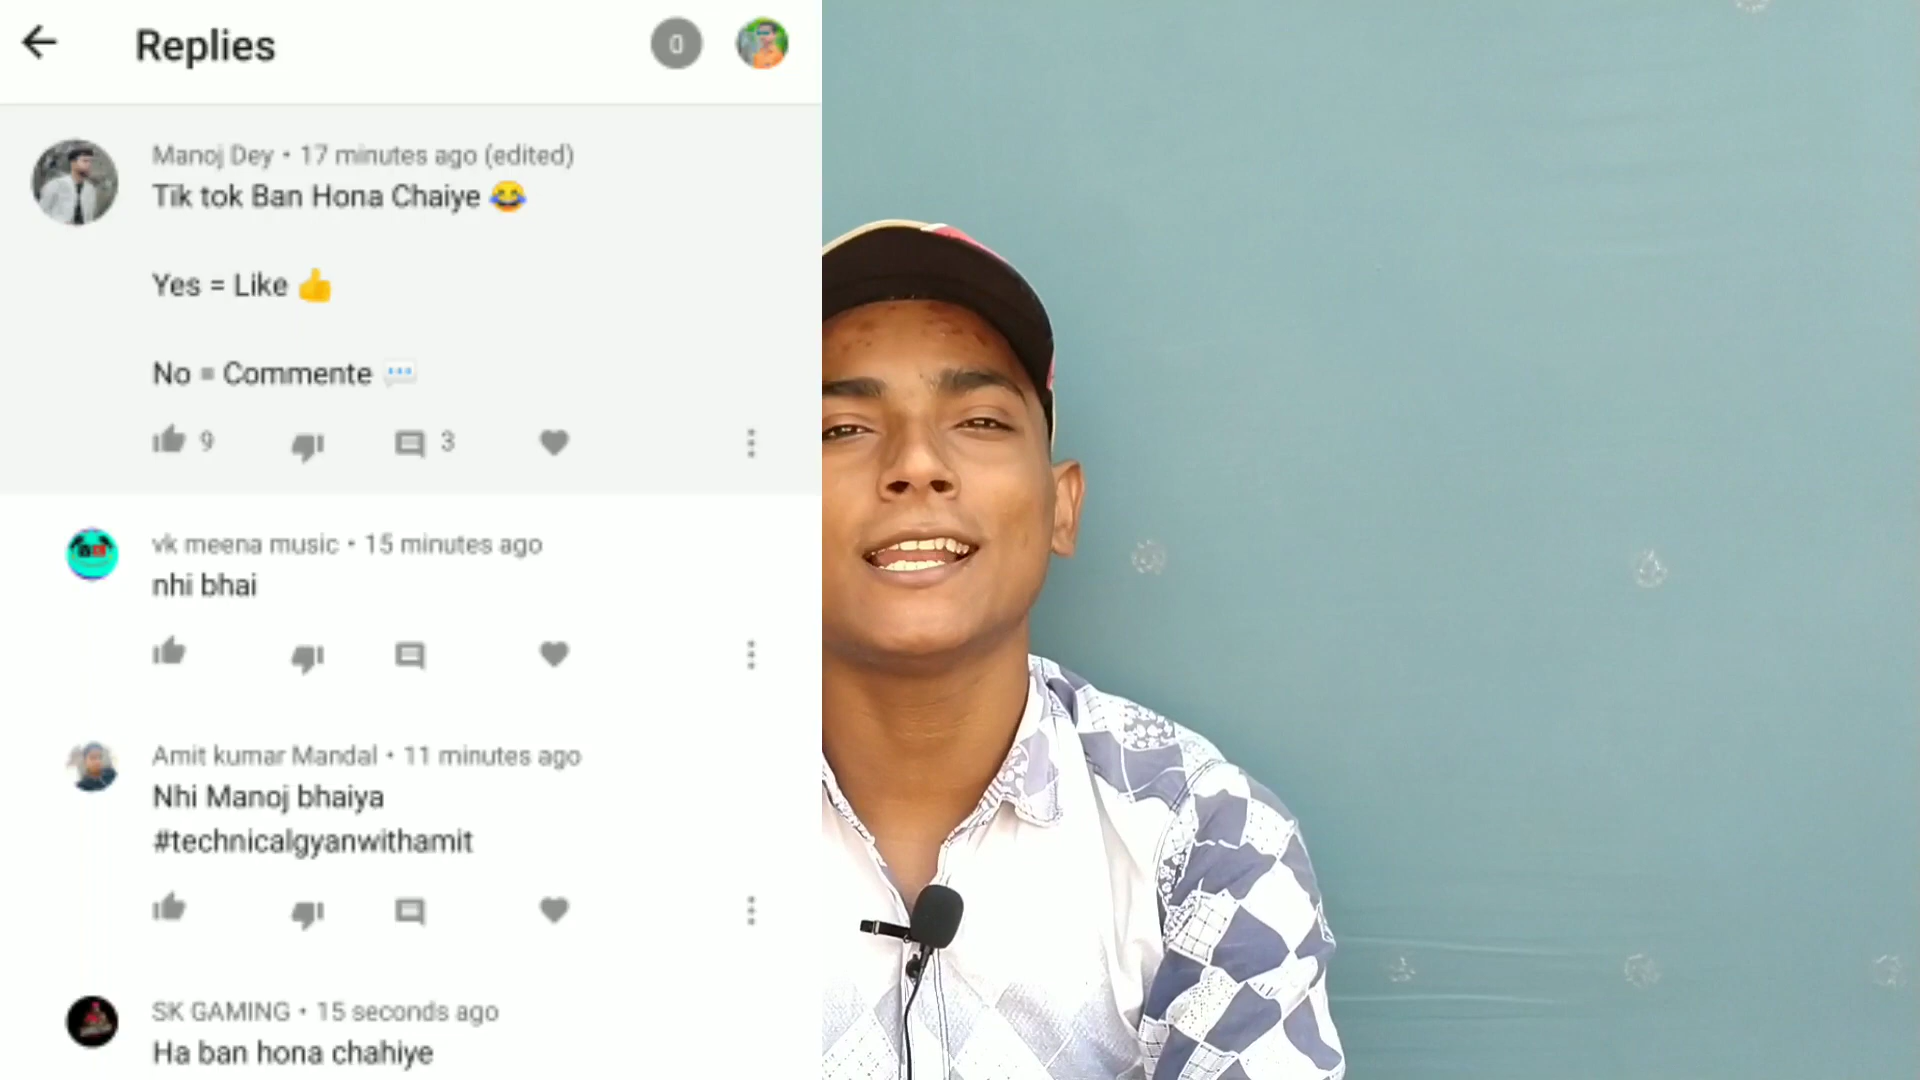 Replies
0
Manoj Dey • 17 minutes ago (edited)
Tik tok Ban Hona Chaiye 😂
Yes = Like 👍
No = Commente 💬
9
3
vk meena music • 15 minutes ago
nhi bhai
Amit kumar Mandal • 11 minutes ago
Nhi Manoj bhaiya
#technicalgyanwithamit
SK GAMING • 15 seconds ago
Ha ban hona chahiye